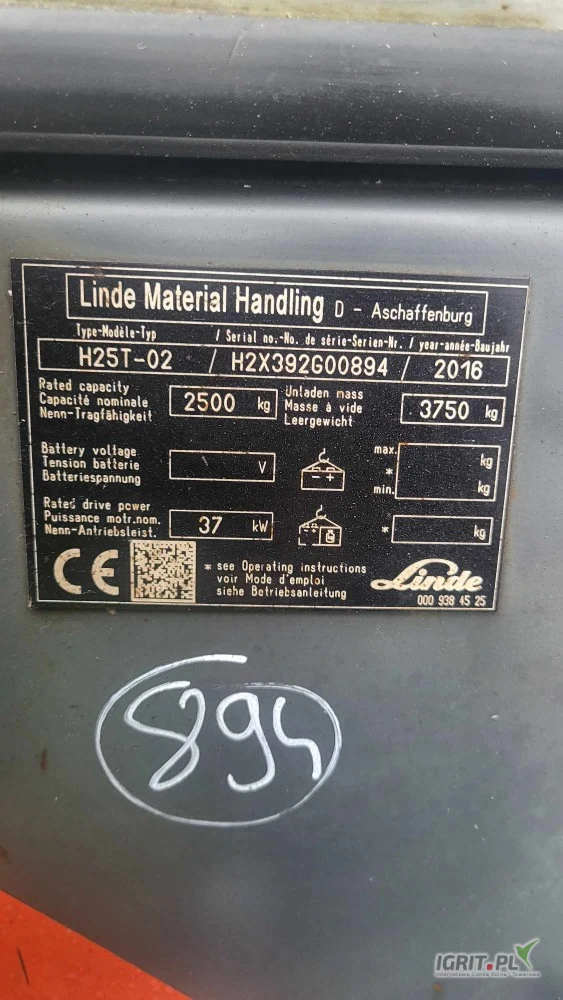 Linde Material Handling D - Aschaffenburg
Type-Modèle-Typ / Serial no.-No. de série-Serien-Nr. / year-année-Baujahr
H25T-02 / H2X392G00894 / 2016
Rated capacity
Capacité nominale
Nenn-Tragfähigkeit
2500 kg
Unladen mass
Masse à vide
Leergewicht
3750 kg
Battery voltage
Tension batterie
Batteriespannung
V
- +
max.
*
min.
kg
kg
Rated drive power
Puissance motr.nom.
Nenn-Antriebsleist.
37 kW
*
kg
CE
* see Operating instructions
voir Mode d'emploi
siehe Betriebsanleitung
Linde
000 938 45 25
894
IGRIT.PL